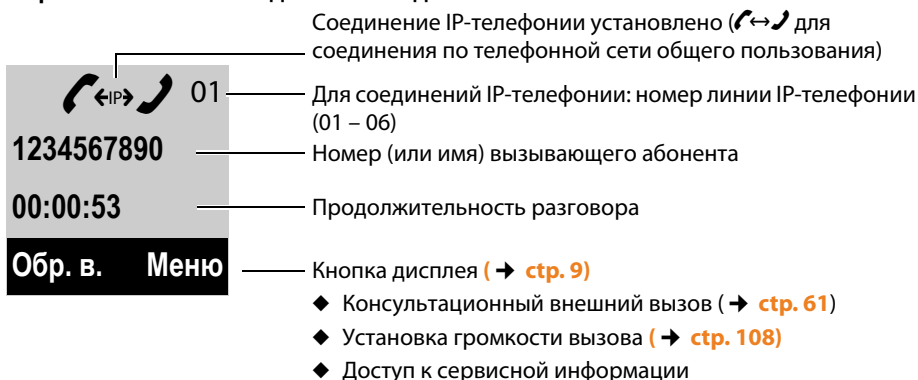 Соединение IP-телефонии установлено (↔ для
соединения по телефонной сети общего пользования)
IP 01
Для соединений IP-телефонии: номер линии IP-телефонии
(01 – 06)
1234567890
Номер (или имя) вызывающего абонента
00:00:53
Продолжительность разговора
Обр. в. Меню
Кнопка дисплея ( ➔ стр. 9)
◆ Консультационный внешний вызов ( ➔ стр. 61)
◆ Установка громкости вызова ( ➔ стр. 108)
◆ Доступ к сервисной информации